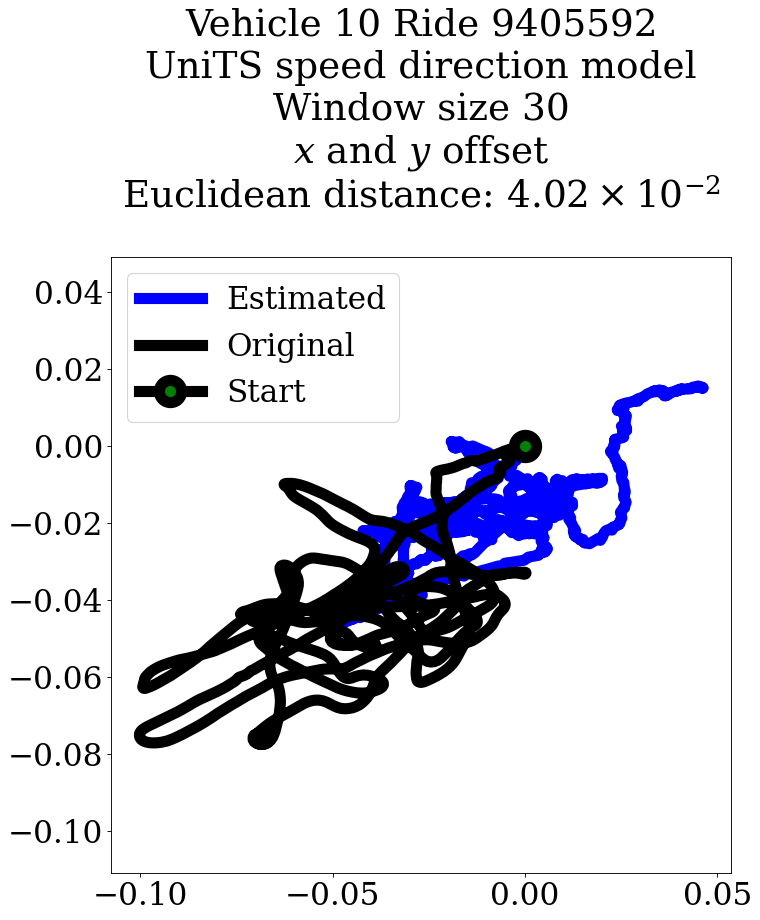 Vehicle 10 Ride 9405592
UniTS speed direction model
Window size 30
x and y offset
Euclidean distance: 4.02 × 10⁻²
Estimated
Original
Start
0.04
0.02
0.00
−0.02
−0.04
−0.06
−0.08
−0.10
−0.10 −0.05 0.00 0.05